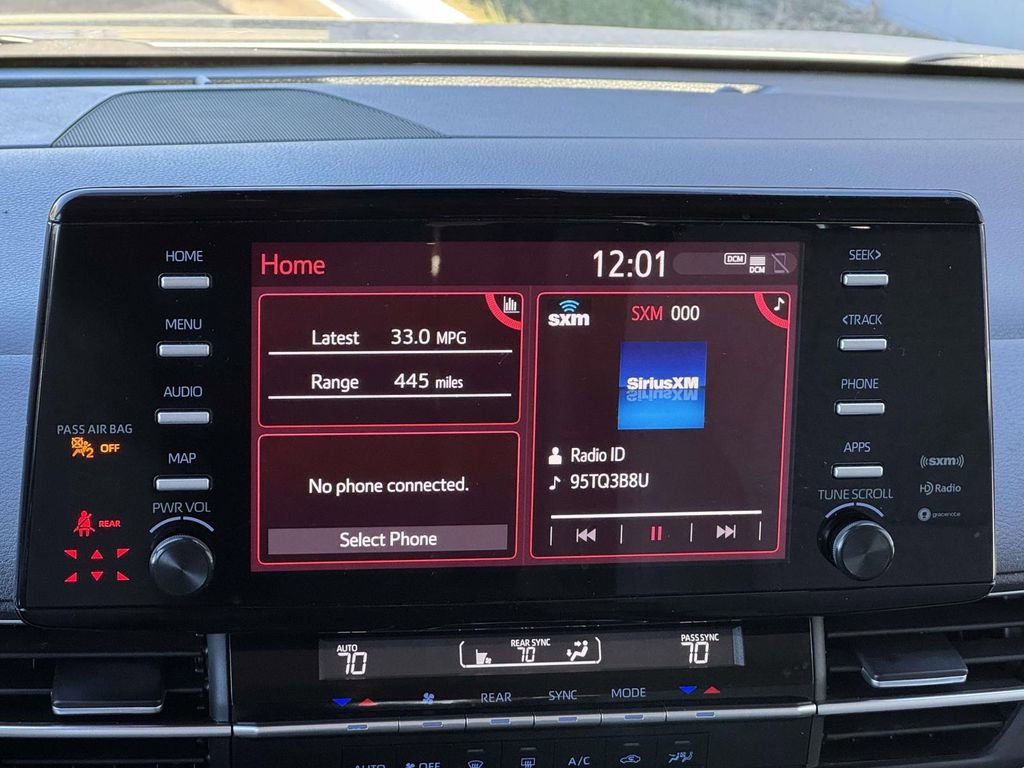 HOME
MENU
AUDIO
MAP
PASS AIR BAG
2 OFF
PWR VOL
REAR
Home
12:01
DCM
DCM
Latest 33.0 MPG
Range 445 miles
No phone connected.
Select Phone
sxm
SXM 000
SiriusXM
Radio ID
95TQ3B8U
SEEK>
<TRACK
PHONE
APPS
TUNE SCROLL
((sxm))
HD Radio
gracenote
AUTO
70
REAR SYNC
70
PASS SYNC
70
REAR SYNC MODE
AUTO OFF A/C